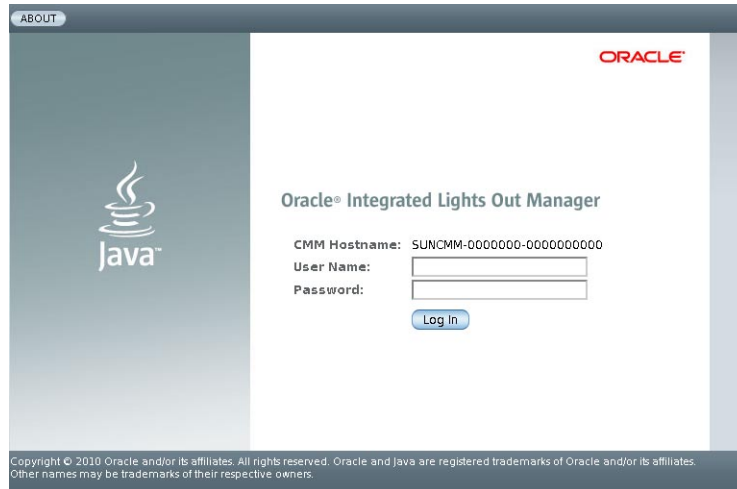 ABOUT
ORACLE®
Java™
Oracle® Integrated Lights Out Manager
CMM Hostname: SUNCMM-0000000-0000000000
User Name:
Password:
Log In
Copyright © 2010 Oracle and/or its affiliates. All rights reserved. Oracle and Java are registered trademarks of Oracle and/or its affiliates.
Other names may be trademarks of their respective owners.